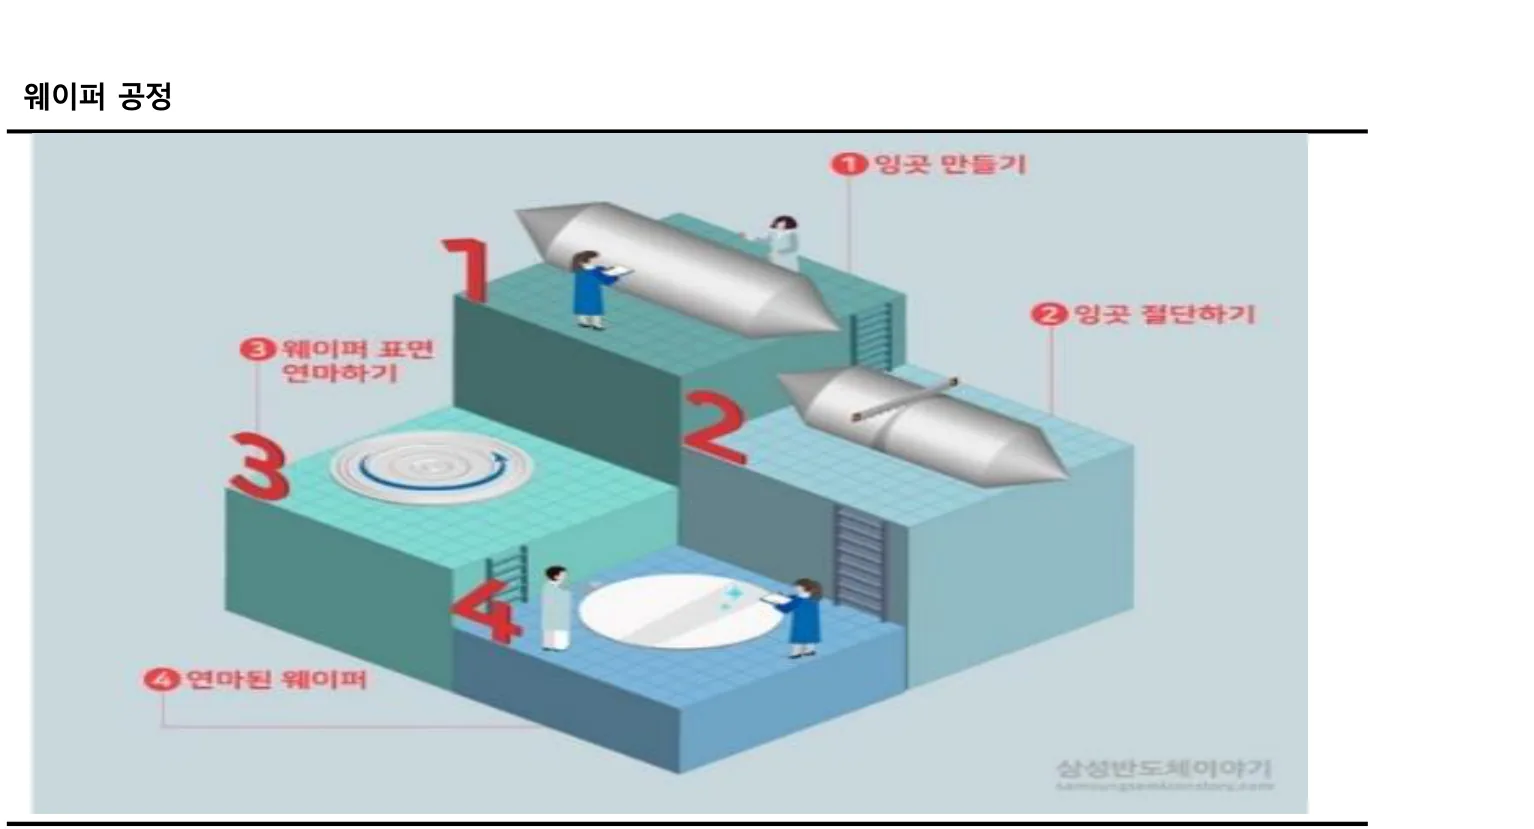 웨이퍼 공정
1 잉곳 만들기
1
2 잉곳 절단하기
3 웨이퍼 표면
연마하기
2
3
4
4 연마된 웨이퍼
삼성반도체이야기
samsungsemiconstory.com